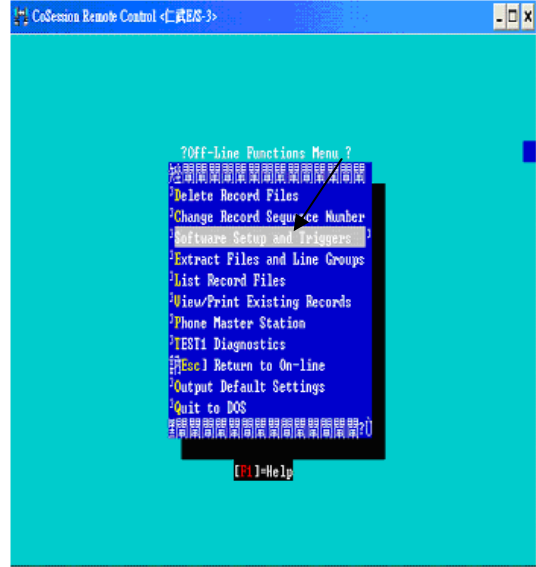 CoSession Remote Control <仁武E/S-3>
?Off-Line Functions Menu ?
Delete Record Files
Change Record Sequence Number
Software Setup and Triggers
Extract Files and Line Groups
List Record Files
View/Print Existing Records
Phone Master Station
TEST1 Diagnostics
[Esc] Return to On-line
Output Default Settings
Quit to DOS
[F1]=Help